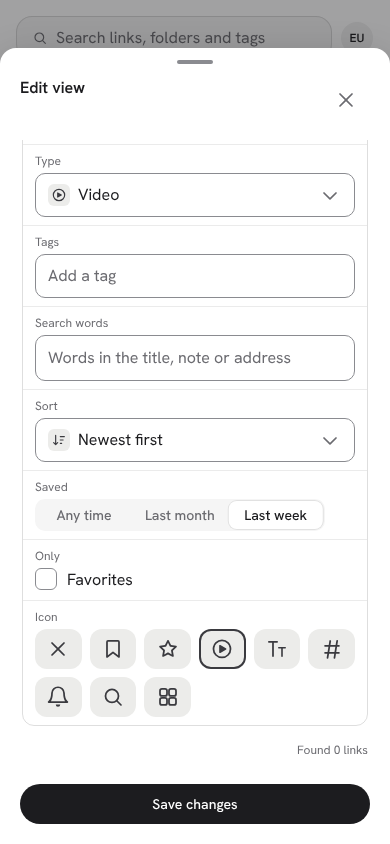 Search links, folders and tags
EU
Edit view
Type
Video
Tags
Add a tag
Search words
Words in the title, note or address
Sort
Newest first
Saved
Any time Last month Last week
Only
Favorites
Icon
Found 0 links
Save changes